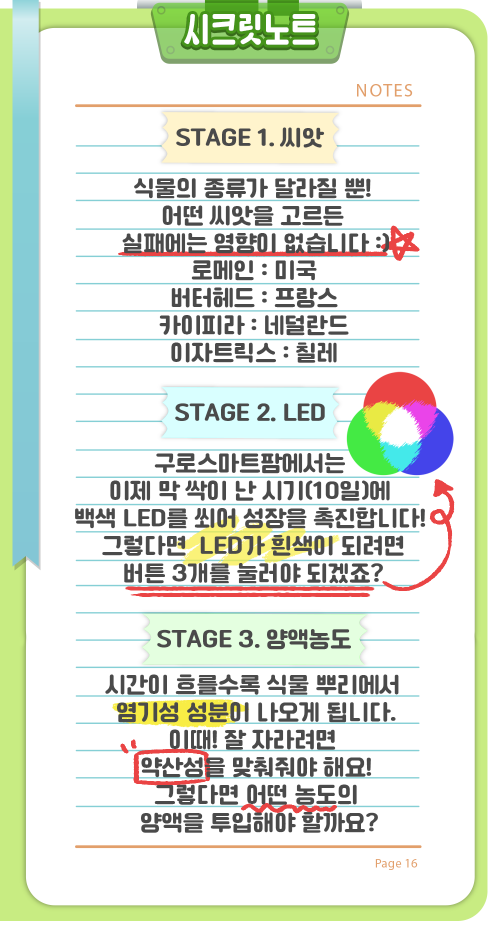 시크릿노트
NOTES
STAGE 1. 씨앗
식물의 종류가 달라질 뿐!
어떤 씨앗을 고르든
실패에는 영향이 없습니다 :)
로메인 : 미국
버터헤드 : 프랑스
카이피라 : 네덜란드
이자트릭스 : 칠레
STAGE 2. LED
구로스마트팜에서는
이제 막 싹이 난 시기(10일)에
백색 LED를 쐬어 성장을 촉진합니다!
그렇다면 LED가 흰색이 되려면
버튼 3개를 눌러야 되겠죠?
STAGE 3. 양액농도
시간이 흐를수록 식물 뿌리에서
염기성 성분이 나오게 됩니다.
이때! 잘 자라려면
약산성을 맞춰줘야 해요!
그렇다면 어떤 농도의
양액을 투입해야 할까요?
Page 16